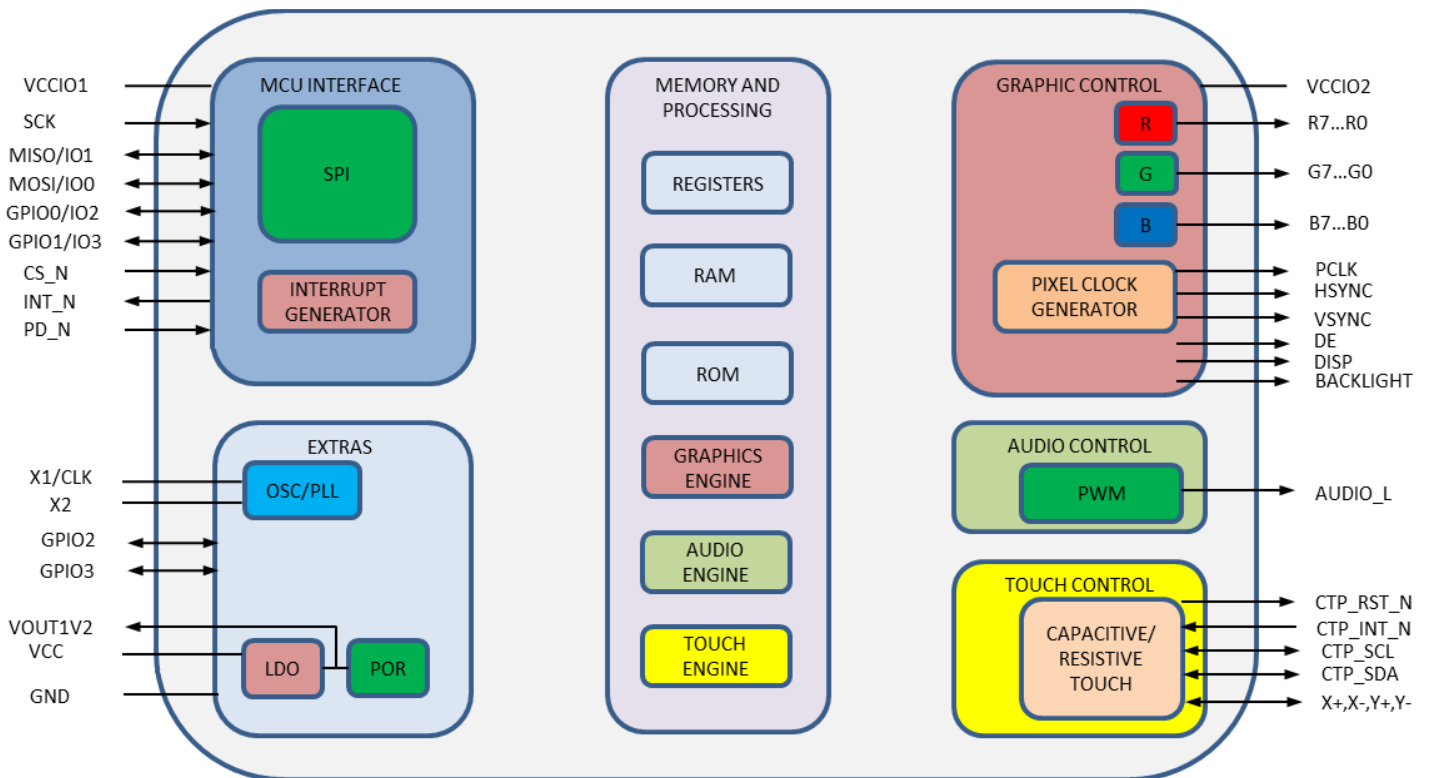 VCCIO1
SCK
MISO/IO1
MOSI/IO0
GPIO0/IO2
GPIO1/IO3
CS_N
INT_N
PD_N
MCU INTERFACE
SPI
INTERRUPT
GENERATOR
X1/CLK
X2
GPIO2
GPIO3
VOUT1V2
VCC
GND
EXTRAS
OSC/PLL
LDO
POR
MEMORY AND
PROCESSING
REGISTERS
RAM
ROM
GRAPHICS
ENGINE
AUDIO
ENGINE
TOUCH
ENGINE
GRAPHIC CONTROL
R
G
B
PIXEL CLOCK
GENERATOR
VCCIO2
R7...R0
G7...G0
B7...B0
PCLK
HSYNC
VSYNC
DE
DISP
BACKLIGHT
AUDIO CONTROL
PWM
AUDIO_L
TOUCH CONTROL
CAPACITIVE/
RESISTIVE
TOUCH
CTP_RST_N
CTP_INT_N
CTP_SCL
CTP_SDA
X+,X-,Y+,Y-